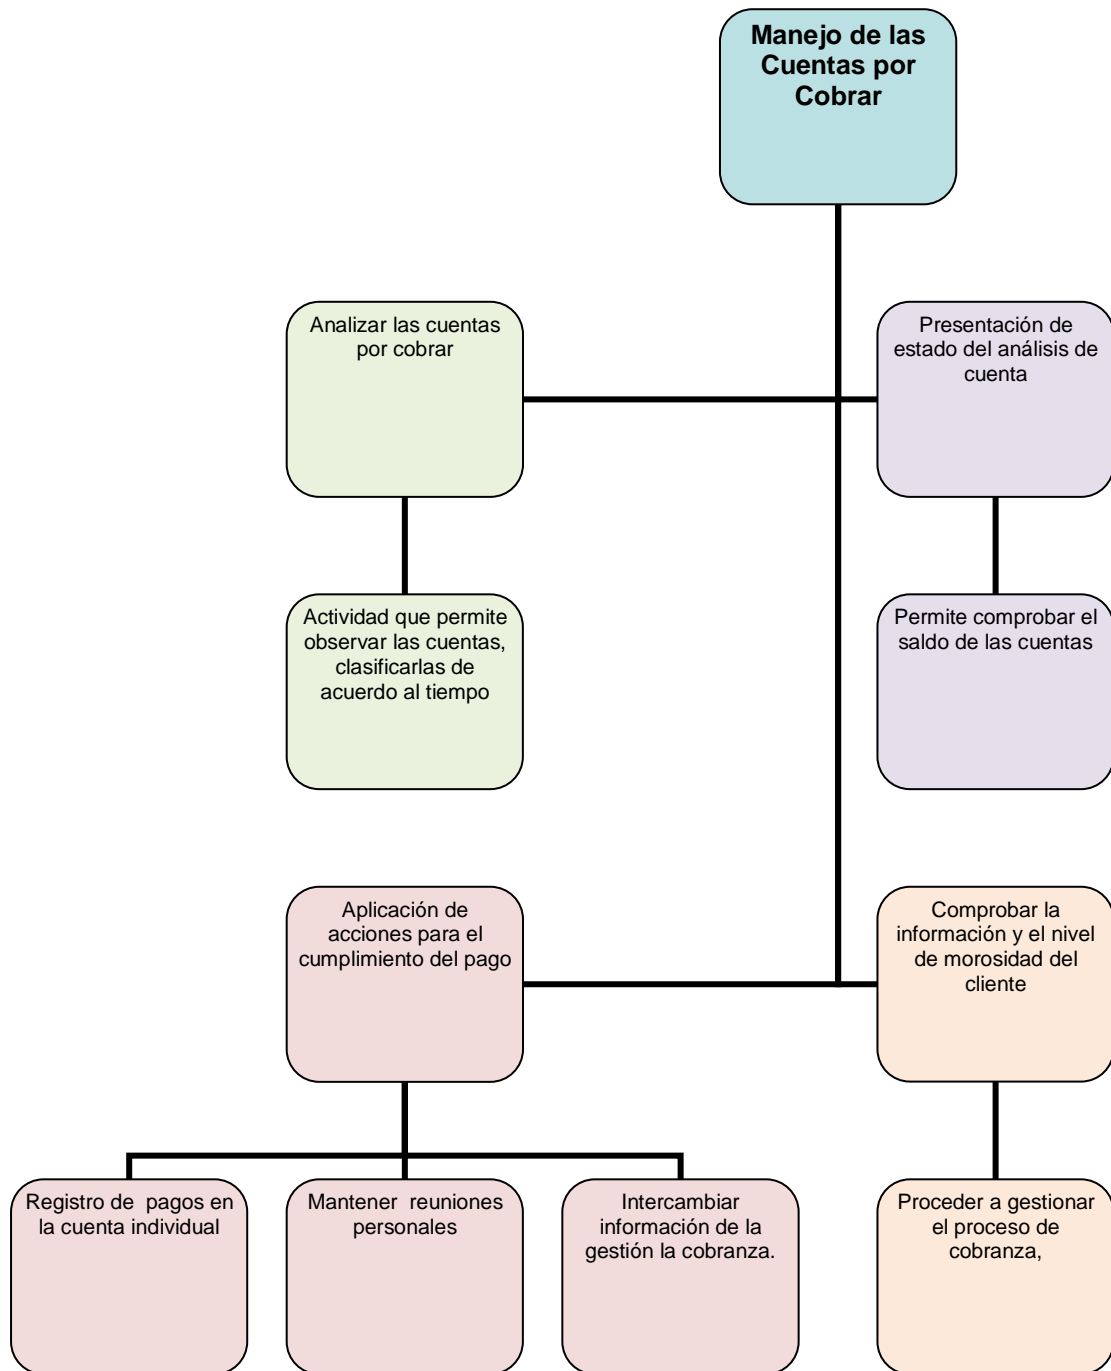 Manejo de las
Cuentas por
Cobrar
Analizar las cuentas
por cobrar
Presentación de
estado del análisis de
cuenta
Actividad que permite
observar las cuentas,
clasificarlas de
acuerdo al tiempo
Permite comprobar el
saldo de las cuentas
Aplicación de
acciones para el
cumplimiento del pago
Comprobar la
información y el nivel
de morosidad del
cliente
Registro de  pagos en
la cuenta individual
Mantener  reuniones
personales
Intercambiar
información de la
gestión la cobranza.
Proceder a gestionar
el proceso de
cobranza,